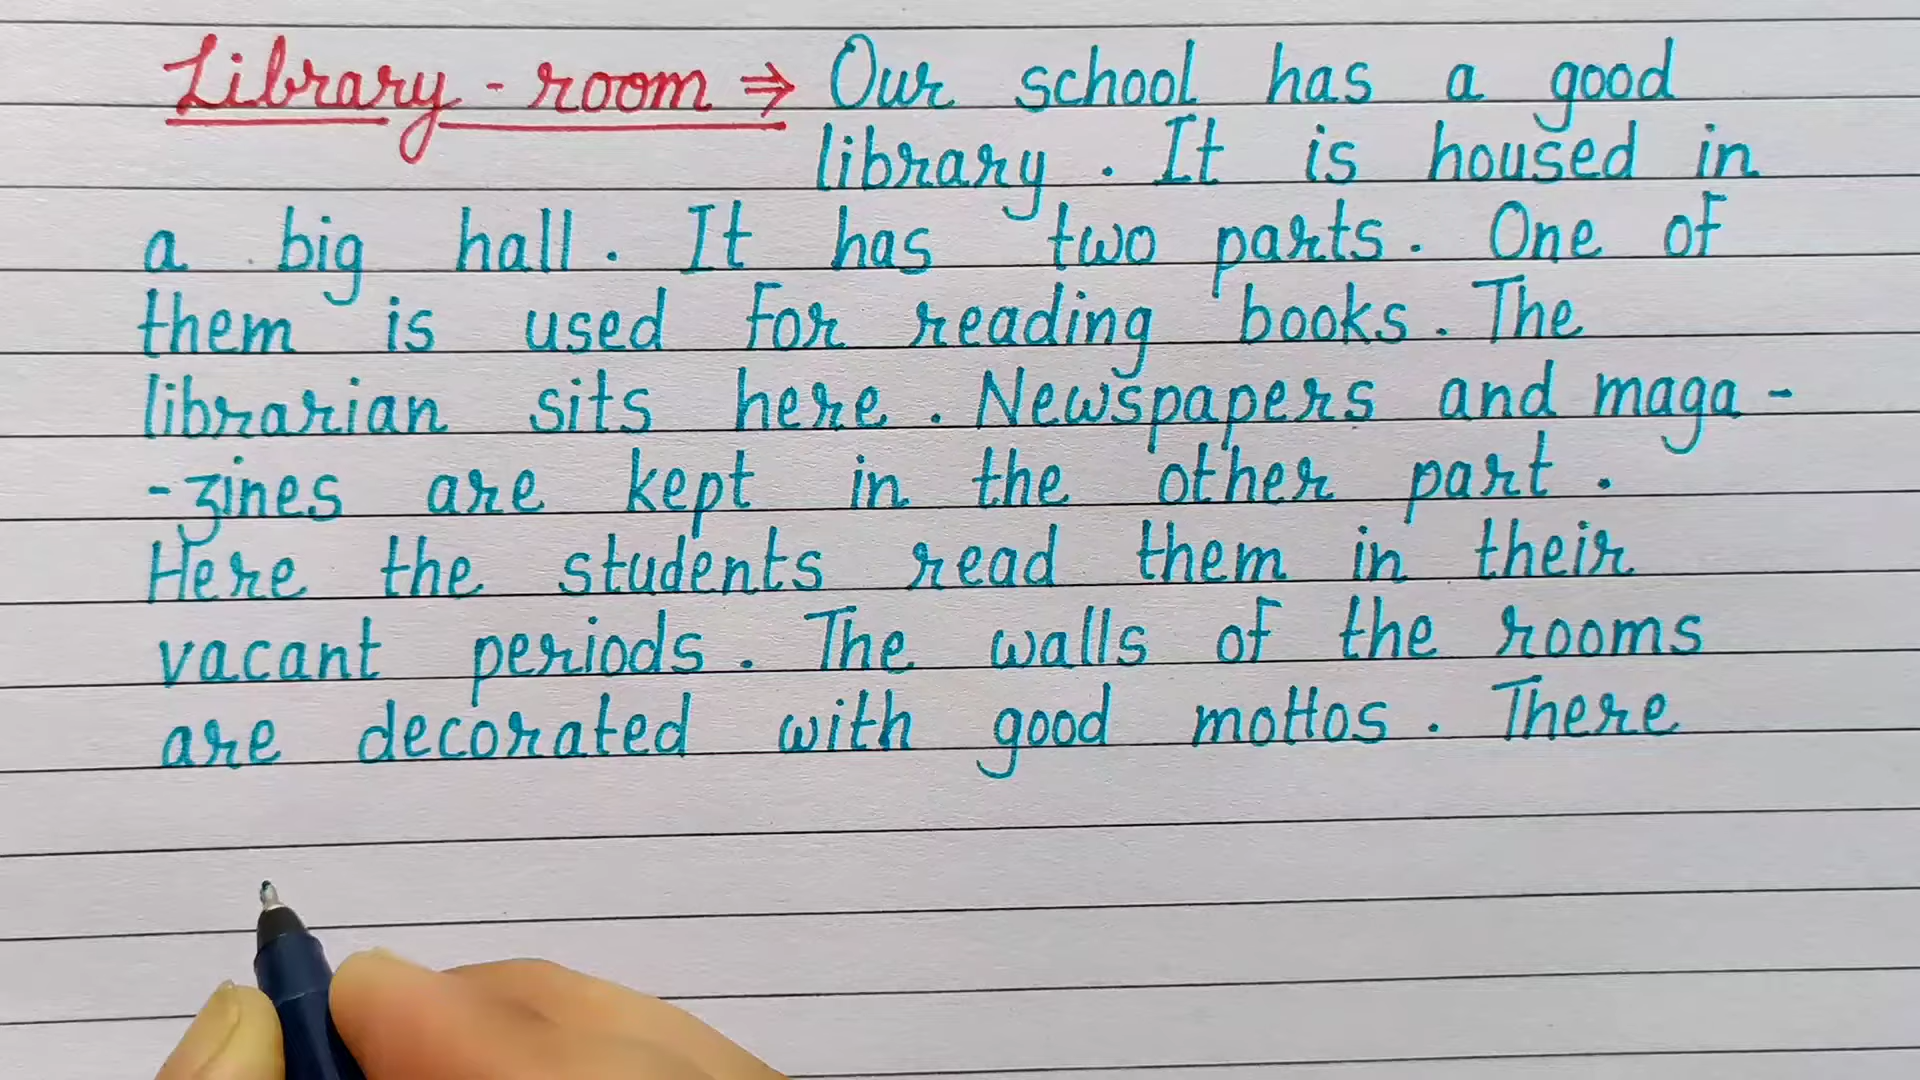 Library - room ⇒ Our school has a good
library. It is housed in
a big hall. It has two parts. One of
them is used for reading books. The
librarian sits here. Newspapers and maga-
-zines are kept in the other part.
Here the students read them in their
vacant periods. The walls of the rooms
are decorated with good mottos. There